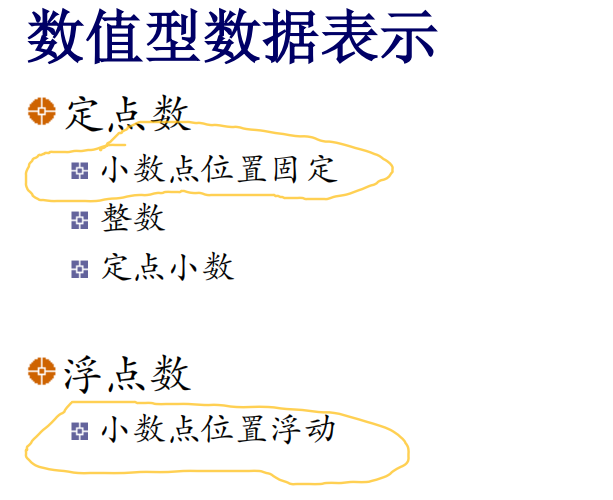 数值型数据表示
定点数
小数点位置固定
整数
定点小数
浮点数
小数点位置浮动